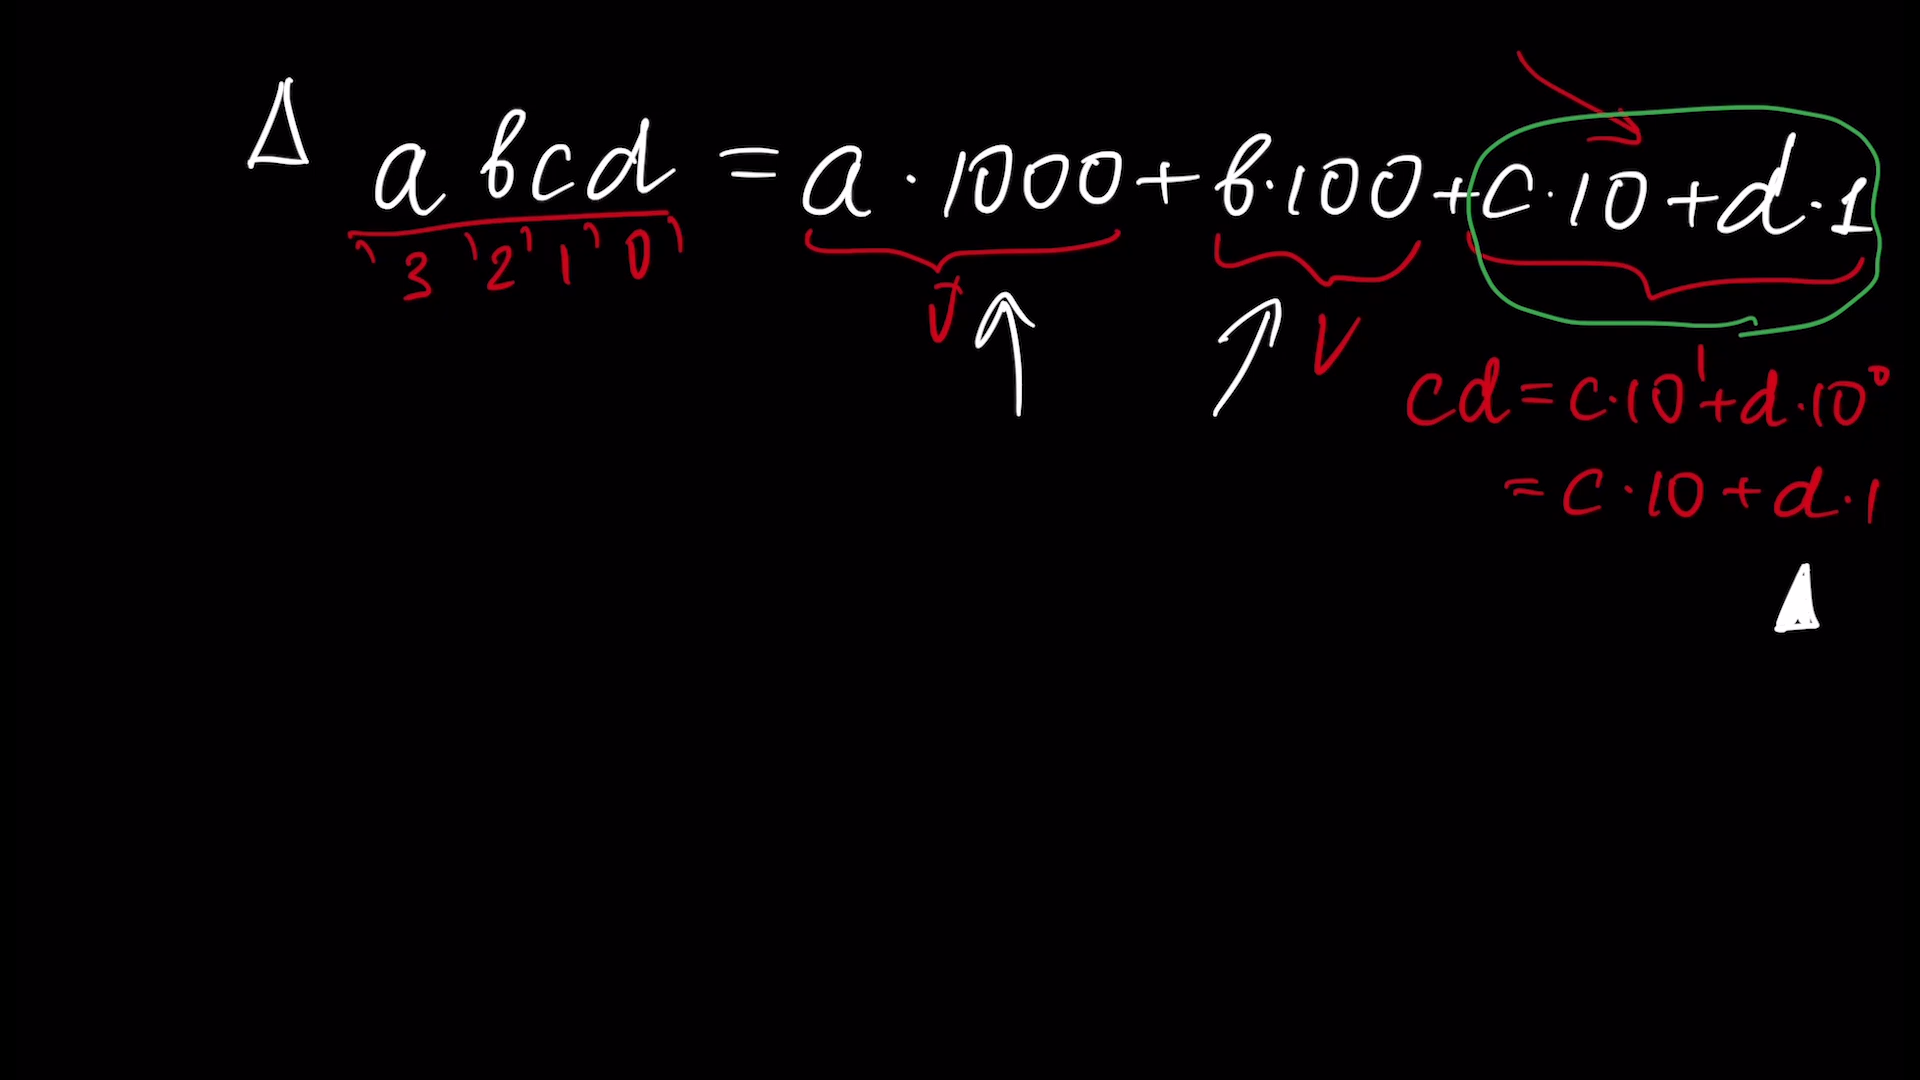 Δ abcd = a · 1000 + b · 100 + c · 10 + d · 1
3 2 1 0
V V
cd = c · 10¹ + d · 10⁰
= c · 10 + d · 1